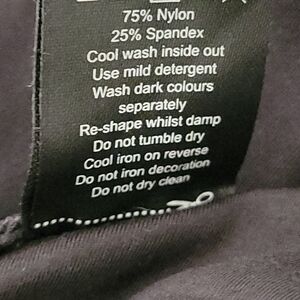 75% Nylon
25% Spandex
Cool wash inside out
Use mild detergent
Wash dark colours
separately
Re-shape whilst damp
Do not tumble dry
Cool iron on reverse
Do not iron decoration
Do not dry clean